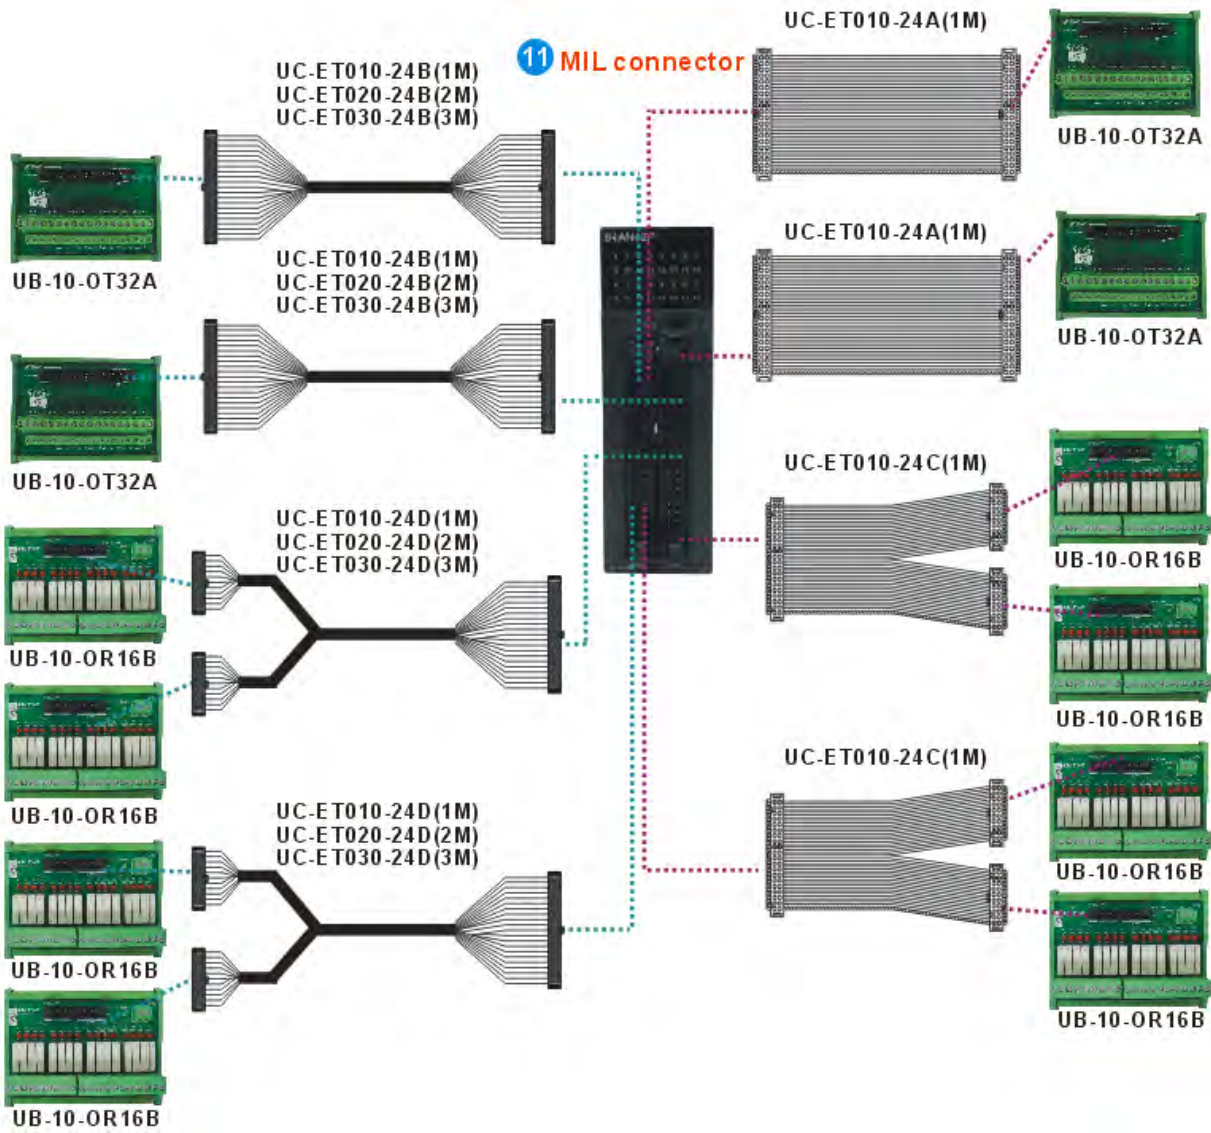 UC-ET010-24A(1M)
11 MIL connector
UB-10-OT32A
UC-ET010-24B(1M)
UC-ET020-24B(2M)
UC-ET030-24B(3M)
UB-10-OT32A
UC-ET010-24A(1M)
UB-10-OT32A
UC-ET010-24B(1M)
UC-ET020-24B(2M)
UC-ET030-24B(3M)
UB-10-OT32A
UC-ET010-24C(1M)
UB-10-OR16B
UC-ET010-24D(1M)
UC-ET020-24D(2M)
UC-ET030-24D(3M)
UB-10-OR16B
UB-10-OR16B
UC-ET010-24C(1M)
UB-10-OR16B
UC-ET010-24D(1M)
UC-ET020-24D(2M)
UC-ET030-24D(3M)
UB-10-OR16B
UB-10-OR16B
UB-10-OR16B
UB-10-OR16B